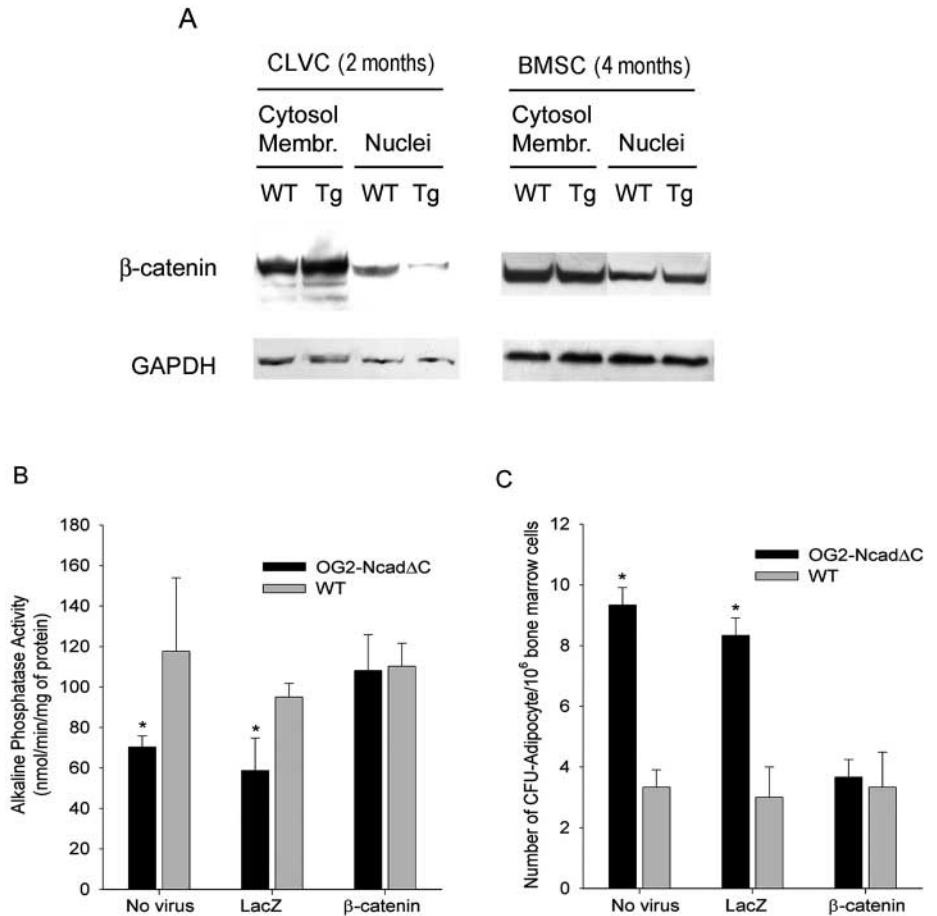 A
CLVC (2 months)
BMSC (4 months)
Cytosol
Membr.
Nuclei
Cytosol
Membr.
Nuclei
WT Tg WT Tg
WT Tg WT Tg
β-catenin
GAPDH
B
Alkaline Phosphatase Activity
(nmol/min/mg of protein)
180
160
140
120
100
80
60
40
20
0
OG2-NcadΔC
WT
*
*
No virus
LacZ
β-catenin
C
Number of CFU-Adipocyte/10⁶ bone marrow cells
12
10
8
6
4
2
0
OG2-NcadΔC
WT
*
*
No virus
LacZ
β-catenin